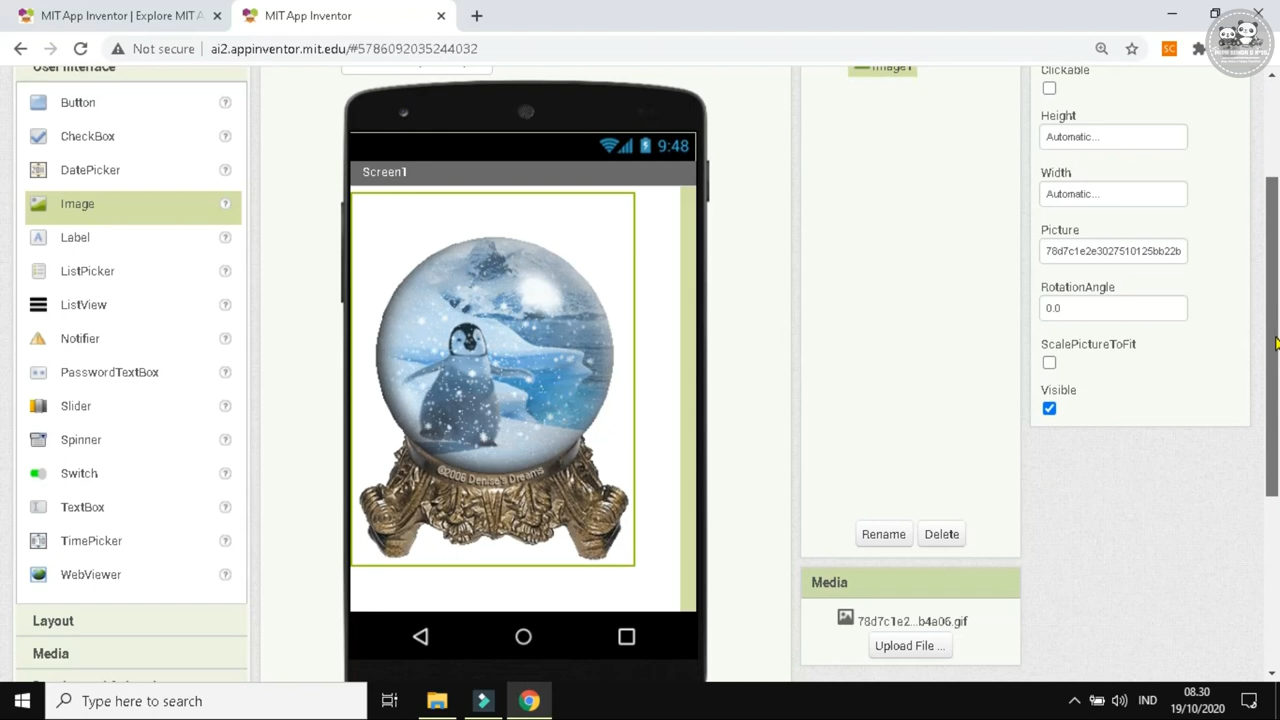 MIT App Inventor | Explore MIT A
MIT App Inventor
Not secure
ai2.appinventor.mit.edu/#5786092035244032
SC
User Interface
Button
?
CheckBox
?
DatePicker
?
Image
?
Label
?
ListPicker
?
ListView
?
Notifier
?
PasswordTextBox
?
Slider
?
Spinner
?
Switch
?
TextBox
?
TimePicker
?
WebViewer
?
Layout
Media
9:48
Screen1
©2006 Denise's Dreams
Image1
Rename
Delete
Media
78d7c1e2...b4a06.gif
Upload File ...
Clickable
Height
Automatic...
Width
Automatic...
Picture
78d7c1e2e3027510125bb22b
RotationAngle
0.0
ScalePictureToFit
Visible
Type here to search
IND
08.30
19/10/2020